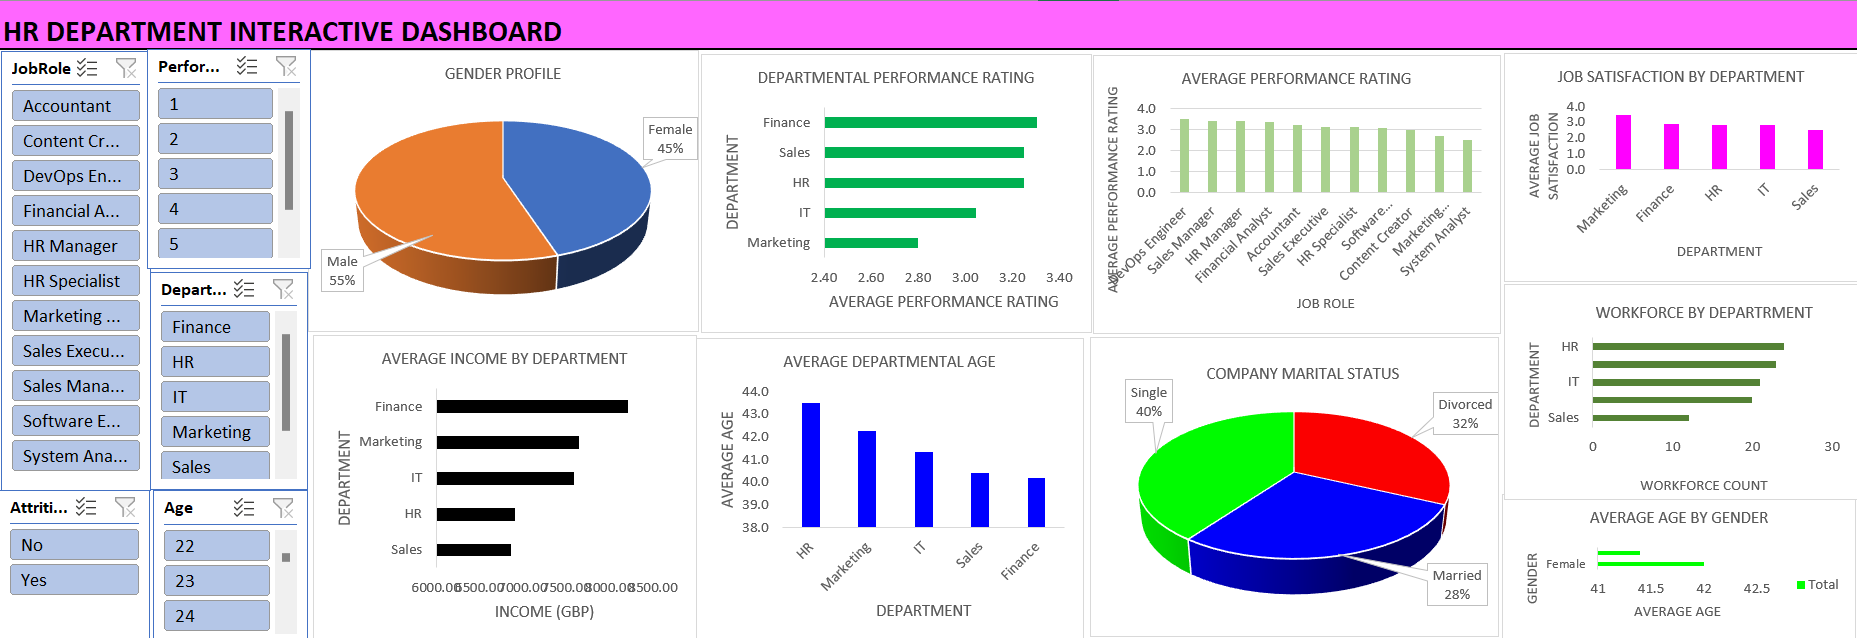 HR DEPARTMENT INTERACTIVE DASHBOARD
JobRole
Accountant
Content Cr...
DevOps En...
Financial A...
HR Manager
HR Specialist
Marketing ...
Sales Execu...
Sales Mana...
Software E...
System Ana...
Perfor...
1
2
3
4
5
Depart...
Finance
HR
IT
Marketing
Sales
Attriti...
No
Yes
Age
22
23
24
GENDER PROFILE
Female
45%
Male
55%
DEPARTMENTAL PERFORMANCE RATING
DEPARTMENT
Finance
Sales
HR
IT
Marketing
2.40 2.60 2.80 3.00 3.20 3.40
AVERAGE PERFORMANCE RATING
AVERAGE PERFORMANCE RATING
AVERAGE PERFORMANCE RATING
4.0
3.0
2.0
1.0
0.0
DevOps Engineer
Sales Manager
HR Manager
Financial Analyst
Accountant
Sales Executive
HR Specialist
Software...
Content Creator
Marketing...
System Analyst
JOB ROLE
JOB SATISFACTION BY DEPARTMENT
AVERAGE JOB
SATISFACTION
4.0
3.0
2.0
1.0
0.0
Marketing
Finance
HR
IT
Sales
DEPARTMENT
AVERAGE INCOME BY DEPARTMENT
DEPARTMENT
Finance
Marketing
IT
HR
Sales
6000.00 6500.00 7000.00 7500.00 8000.00 8500.00
INCOME (GBP)
AVERAGE DEPARTMENTAL AGE
AVERAGE AGE
44.0
43.0
42.0
41.0
40.0
39.0
38.0
HR
Marketing
IT
Sales
Finance
DEPARTMENT
COMPANY MARITAL STATUS
Single
40%
Divorced
32%
Married
28%
WORKFORCE BY DEPARTRMENT
DEPARTMENT
HR
IT
Sales
0 10 20 30
WORKFORCE COUNT
AVERAGE AGE BY GENDER
GENDER
Female
41 41.5 42 42.5
AVERAGE AGE
Total